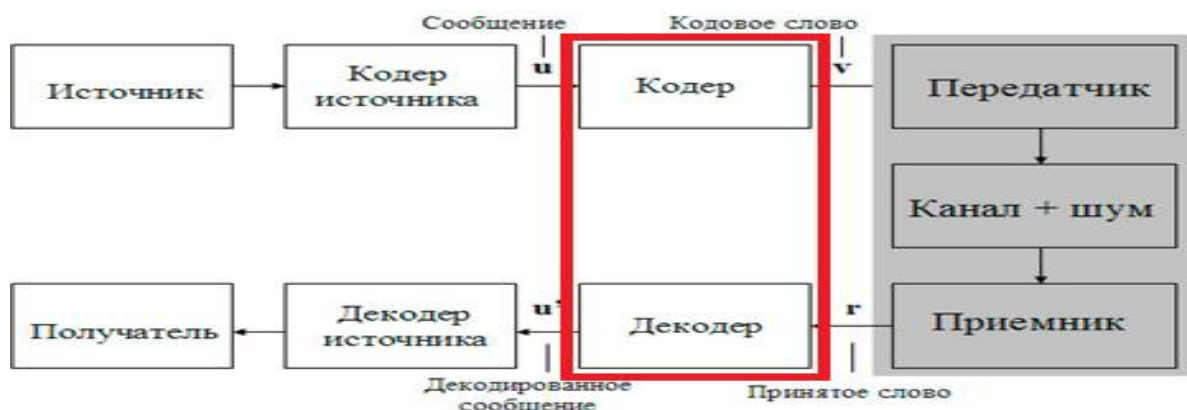 Сообщение
Кодовое слово
Источник
Кодер
источника
u
Кодер
v
Передатчик
Канал + шум
Получатель
Декодер
источника
u'
Декодер
r
Приемник
Декодированное
сообщение
Принятое слово